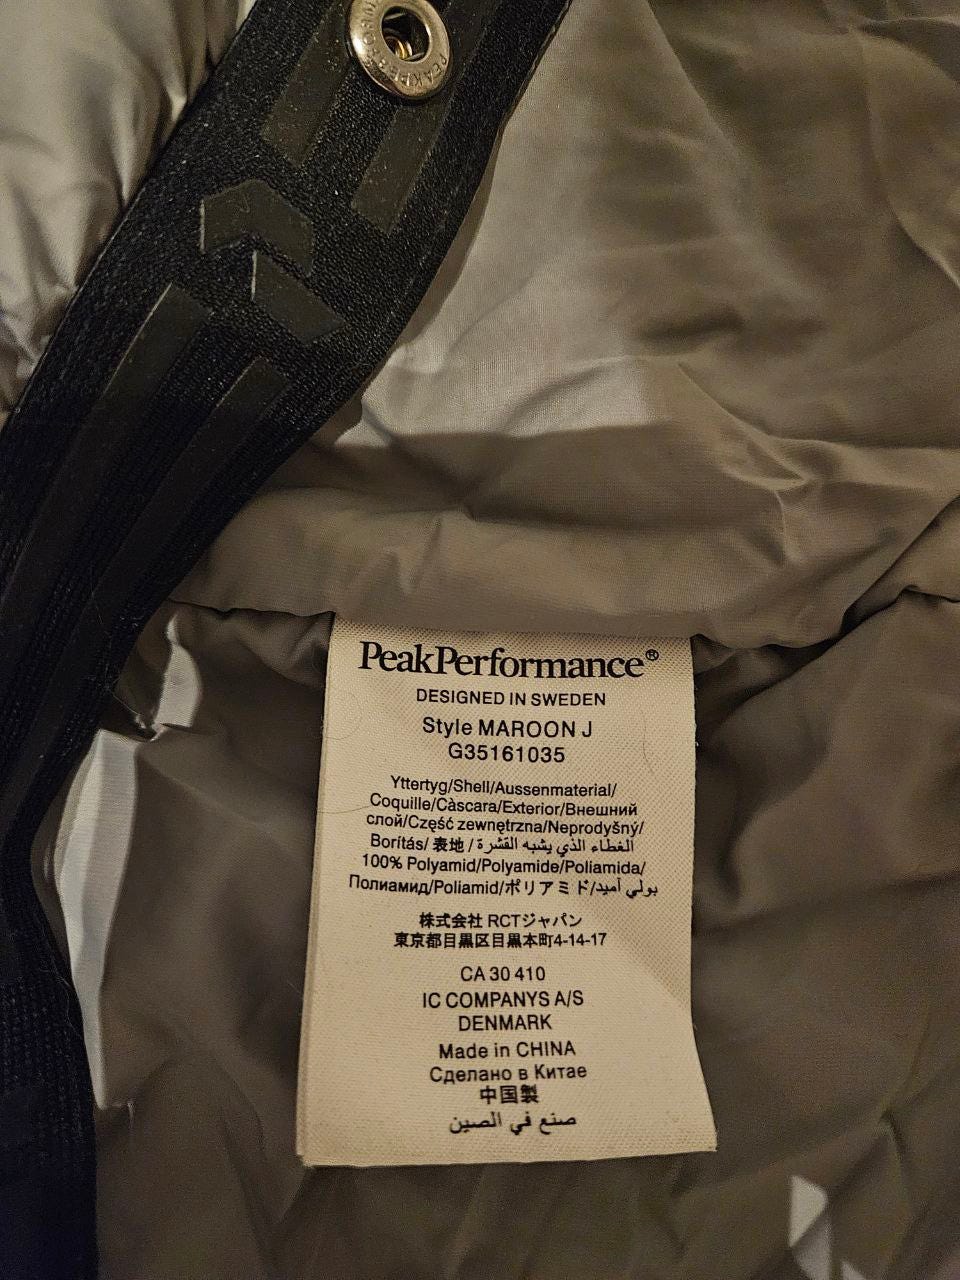 PEAKPERFORM
PeakPerformance®
DESIGNED IN SWEDEN
Style MAROON J
G35161035
Yttertyg/Shell/Aussenmaterial/
Coquille/Càscara/Exterior/Внешний
слой/Część zewnętrzna/Neprodyšný/
Borítás/表地/الغطاء الذي يشبه القشرة
100% Polyamid/Polyamide/Poliamida/
Полиамид/Poliamid/ポリアミド/بولي أميد
株式会社 RCTジャパン
東京都目黒区目黒本町4-14-17
CA 30 410
IC COMPANYS A/S
DENMARK
Made in CHINA
Сделано в Китае
中国製
صنع في الصين